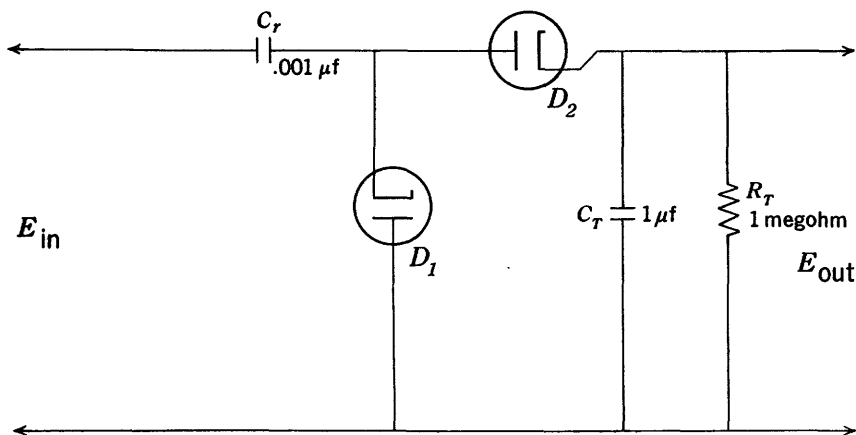 C_r
.001 μf
D_2
D_1
E_in
C_T 1 μf
R_T
1 megohm
E_out